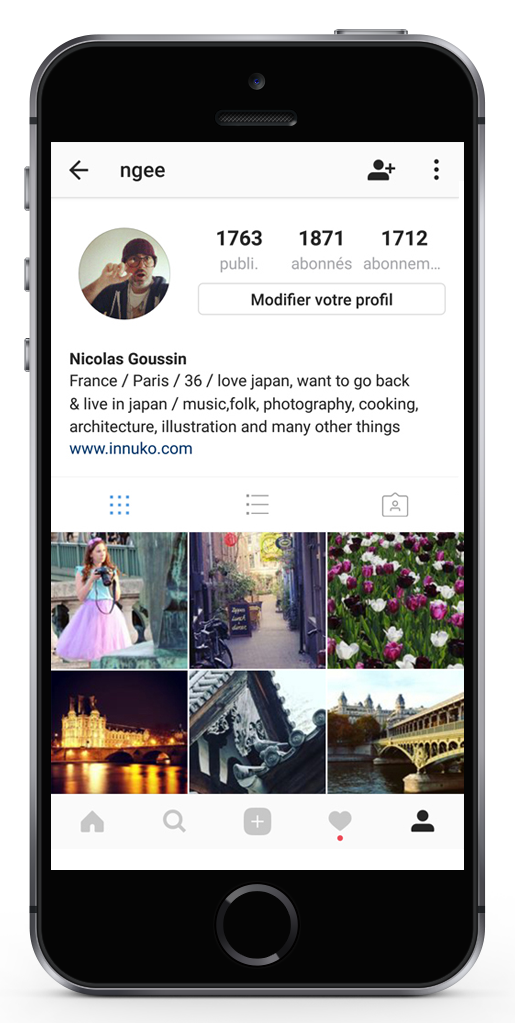 ngee
1763 1871 1712
publi. abonnés abonnem...
Modifier votre profil
Nicolas Goussin
France / Paris / 36 / love japan, want to go back
& live in japan / music,folk, photography, cooking,
architecture, illustration and many other things
www.innuko.com